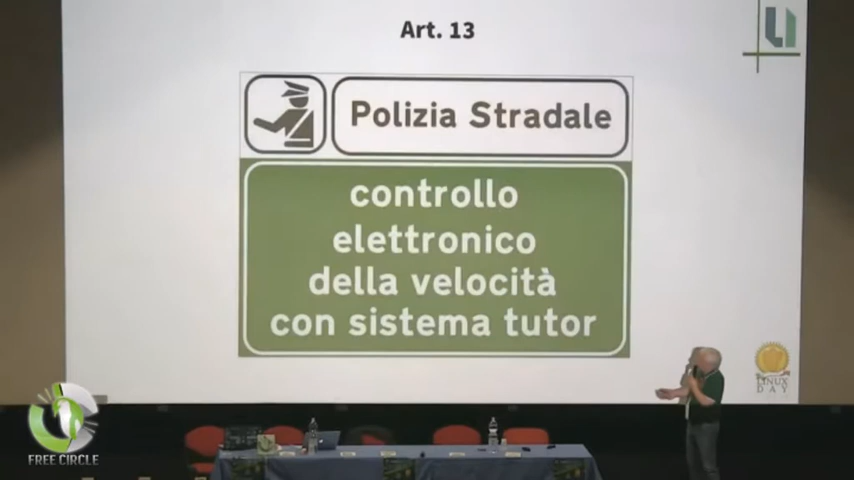 Art. 13
Polizia Stradale
controllo
elettronico
della velocità
con sistema tutor
LINUX
DAY
FREE CIRCLE